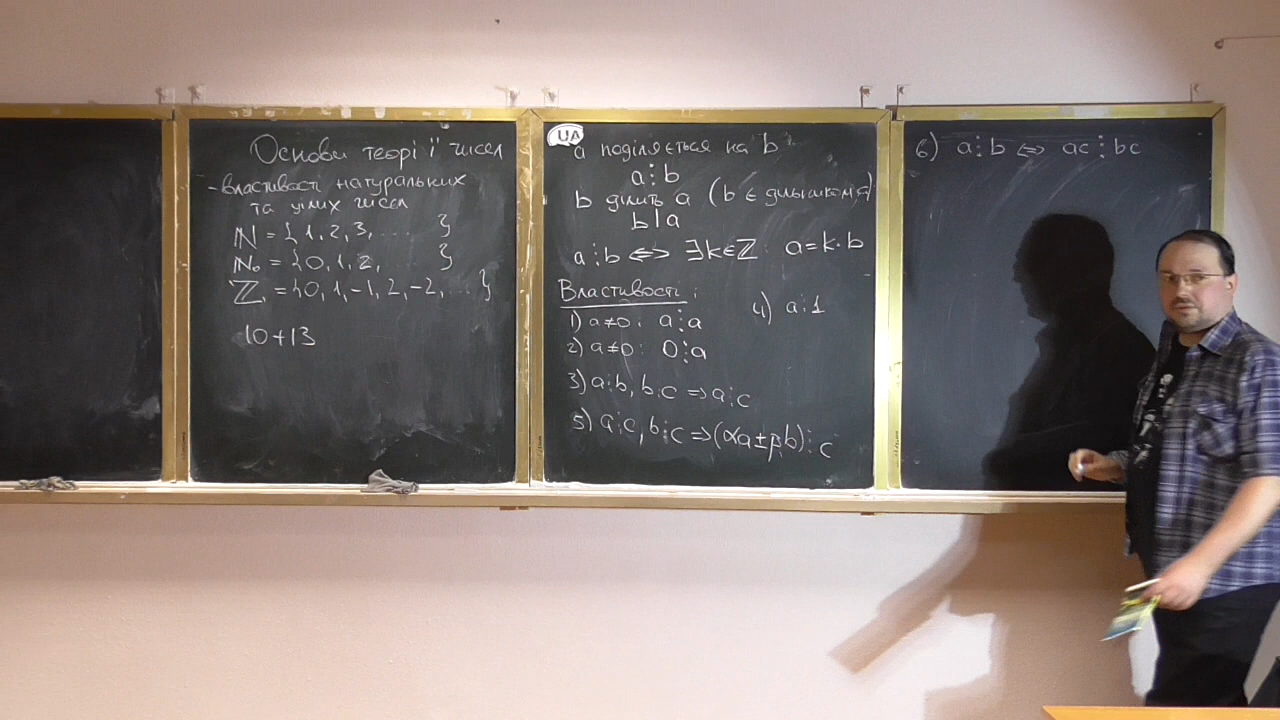 Основи теорії чисел
- властивості натуральних
та цілих чисел
ℕ = {1, 2, 3, ... }
ℕ₀ = {0, 1, 2, ... }
ℤ = {0, 1, -1, 2, -2, ... }
10+13
UA
a поділяється на b
a⋮b
b ділить a (b є дільником a)
b|a
a⋮b ⇔ ∃k∈ℤ: a=k·b
Властивості:
1) a≠0: a⋮a
2) a≠0: 0⋮a
3) a⋮b, b⋮c ⇒ a⋮c
4) a⋮1
5) a⋮c, b⋮c ⇒ (αa±βb)⋮c
6) a⋮b ⇔ ac⋮bc